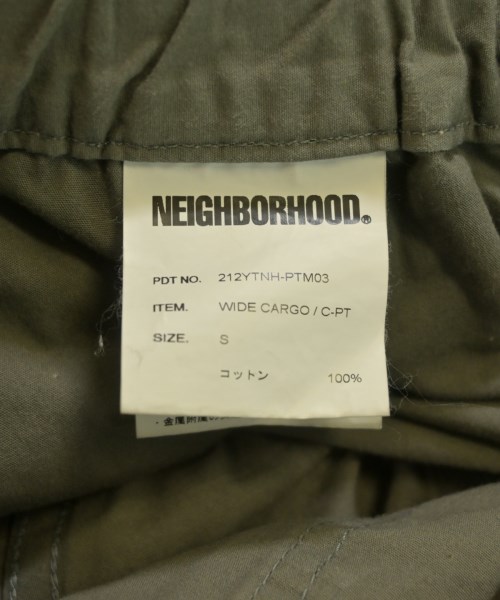 NEIGHBORHOOD®
PDT NO. 212YTNH-PTM03
ITEM. WIDE CARGO / C-PT
SIZE. S
コットン 100%